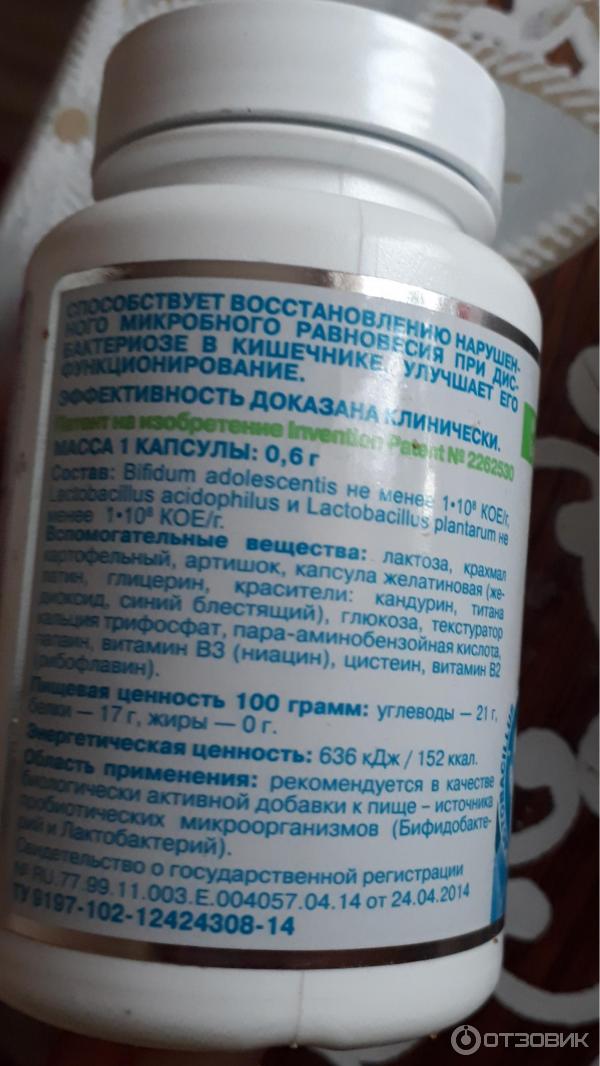 СПОСОБСТВУЕТ ВОССТАНОВЛЕНИЮ НАРУШЕН-
НОГО МИКРОБНОГО РАВНОВЕСИЯ ПРИ ДИС-
БАКТЕРИОЗЕ В КИШЕЧНИКЕ, УЛУЧШАЕТ ЕГО
ФУНКЦИОНИРОВАНИЕ.
ЭФФЕКТИВНОСТЬ ДОКАЗАНА КЛИНИЧЕСКИ.
Патент на изобретение Invention Patent № 2262530
МАССА 1 КАПСУЛЫ: 0,6 г
Состав: Bifidum adolescentis не менее 1•10⁸ КОЕ/г,
Lactobacillus acidophilus и Lactobacillus plantarum не
менее 1•10⁸ КОЕ/г.
Вспомогательные вещества: лактоза, крахмал
картофельный, артишок, капсула желатиновая (же-
латин, глицерин, красители: кандурин, титана
диоксид, синий блестящий), глюкоза, текстуратор
кальция трифосфат, пара-аминобензойная кислота,
папаин, витамин В3 (ниацин), цистеин, витамин В2
(рибофлавин).
Пищевая ценность 100 грамм: углеводы – 21 г,
белки – 17 г, жиры – 0 г.
Энергетическая ценность: 636 кДж / 152 ккал.
Область применения: рекомендуется в качестве
биологически активной добавки к пище – источника
пробиотических микроорганизмов (Бифидобакте-
рий и Лактобактерий).
Свидетельство о государственной регистрации
№ RU.77.99.11.003.Е.004057.04.14 от 24.04.2014
ТУ 9197-102-12424308-14
ОТЗОВИК